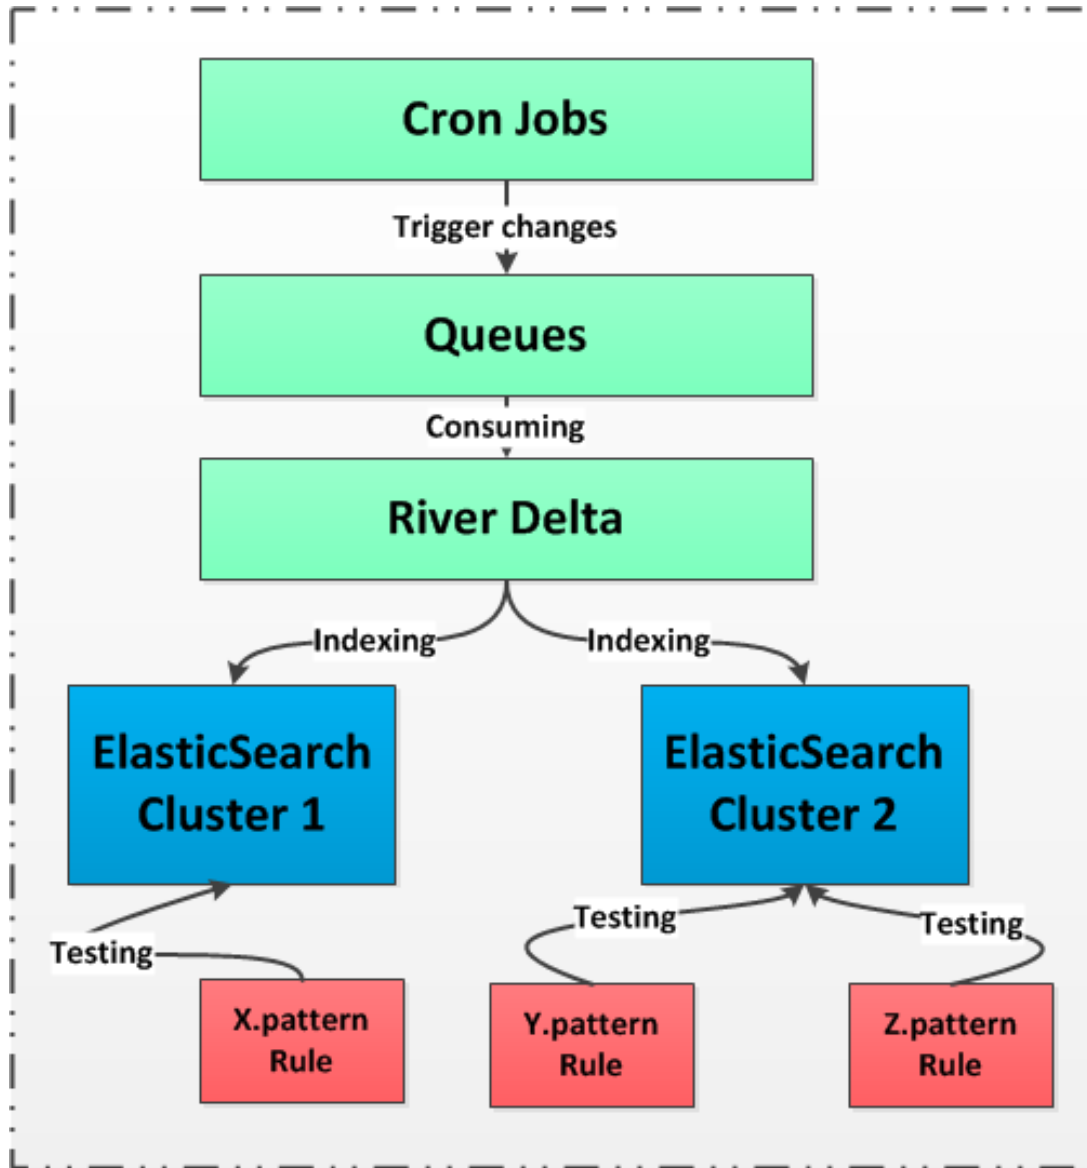 Cron Jobs
Trigger changes
Queues
Consuming
River Delta
Indexing
Indexing
ElasticSearch
Cluster 1
ElasticSearch
Cluster 2
Testing
Testing
Testing
X.pattern
Rule
Y.pattern
Rule
Z.pattern
Rule